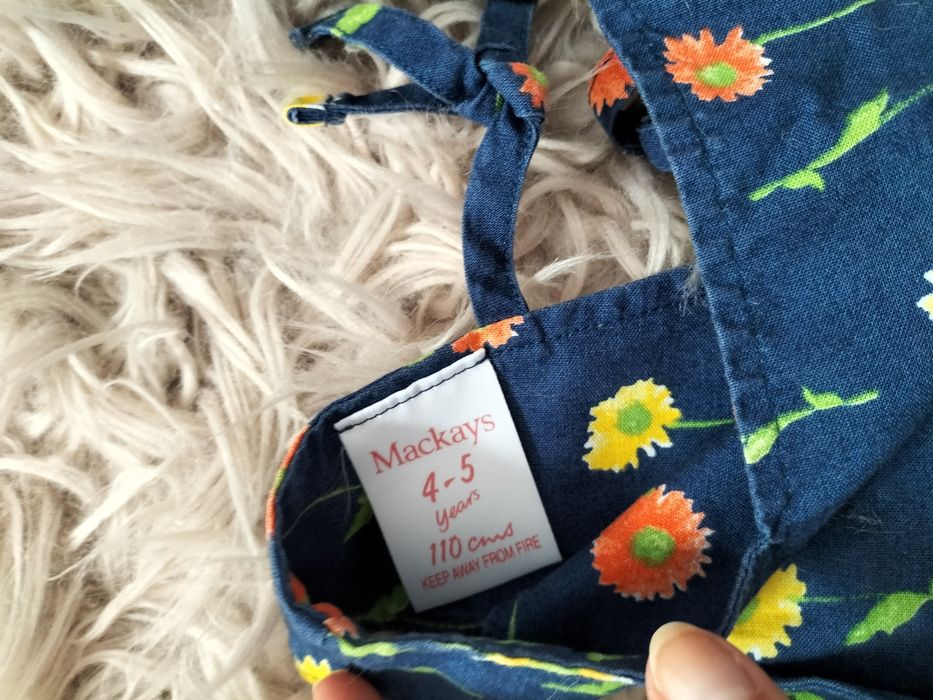 Mackays
4-5
years
110 cms
KEEP AWAY FROM FIRE